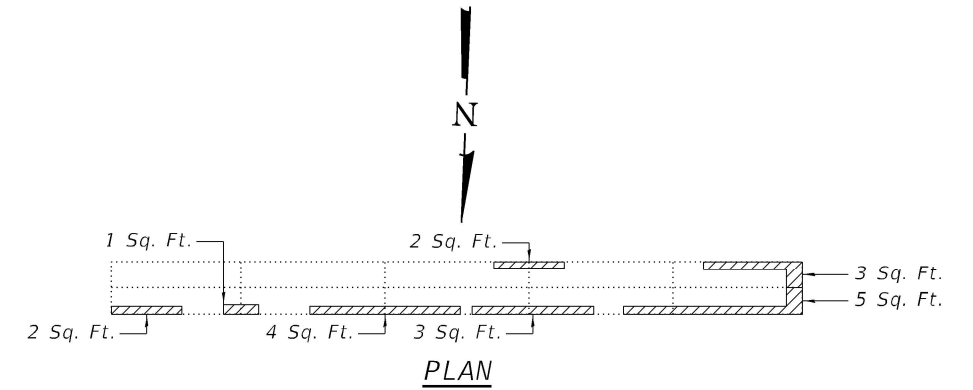 N
1 Sq. Ft.
2 Sq. Ft.
3 Sq. Ft.
5 Sq. Ft.
2 Sq. Ft.
4 Sq. Ft.
3 Sq. Ft.
PLAN